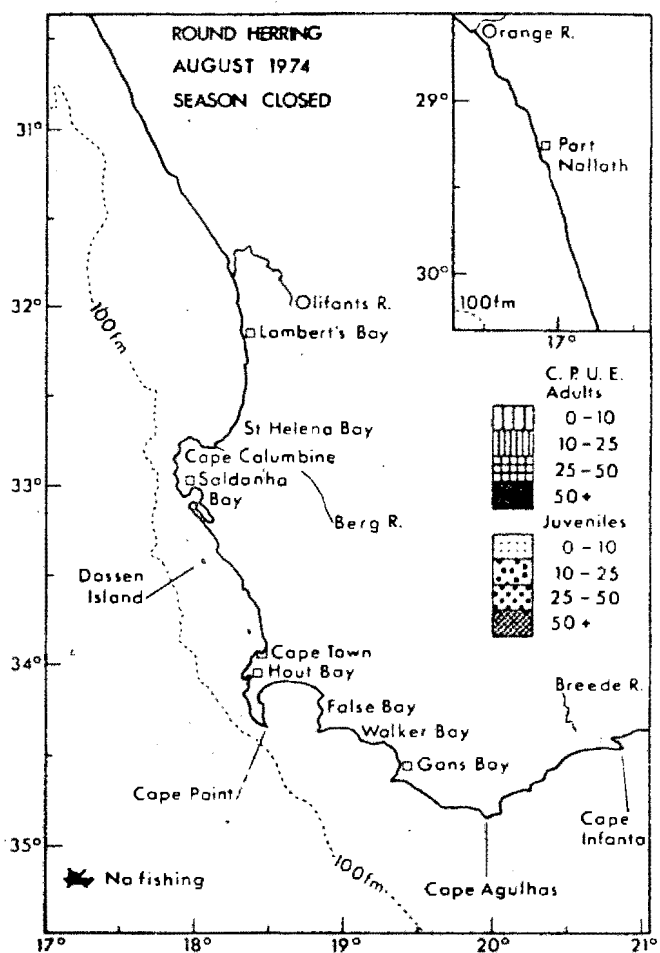 ROUND HERRING
AUGUST 1974
SEASON CLOSED
Orange R.
29°
Port
Nolloth
30°
100fm
17°
31°
32°
33°
34°
35°
100fm
Olifants R.
Lambert's Bay
St Helena Bay
Cape Columbine
Saldanha
Bay
Berg R.
Dassen
Island
Cape Town
Hout Bay
False Bay
Walker Bay
Gans Bay
Breede R.
Cape Point
Cape
Infanta
Cape Agulhas
100fm
No fishing
C. P. U. E.
Adults
0-10
10-25
25-50
50+
Juveniles
0-10
10-25
25-50
50+
17°
18°
19°
20°
21°